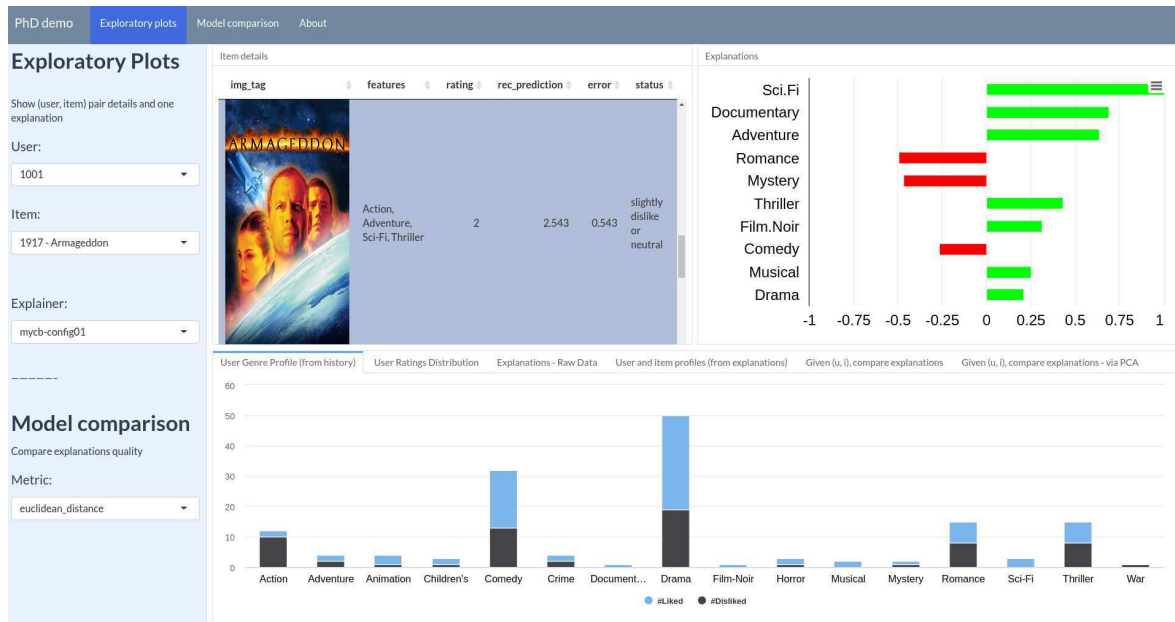 PhD demo Exploratory plots Model comparison About
Exploratory Plots
Show (user, item) pair details and one
explanation
User:
1001
Item:
1917 - Armageddon
Explainer:
mycb-config01
––––––-
Model comparison
Compare explanations quality
Metric:
euclidean_distance
Item details
img_tag features rating rec_prediction error status
ARMAGEDDON
Action,
Adventure,
Sci-Fi, Thriller
2
2.543
0.543
slightly
dislike
or
neutral
Explanations
Sci.Fi
Documentary
Adventure
Romance
Mystery
Thriller
Film.Noir
Comedy
Musical
Drama
-1 -0.75 -0.5 -0.25 0 0.25 0.5 0.75 1
User Genre Profile (from history) User Ratings Distribution Explanations - Raw Data User and item profiles (from explanations) Given (u, i), compare explanations Given (u, i), compare explanations - via PCA
60
50
40
30
20
10
0
Action Adventure Animation Children's Comedy Crime Document... Drama Film-Noir Horror Musical Mystery Romance Sci-Fi Thriller War
#Liked #Disliked